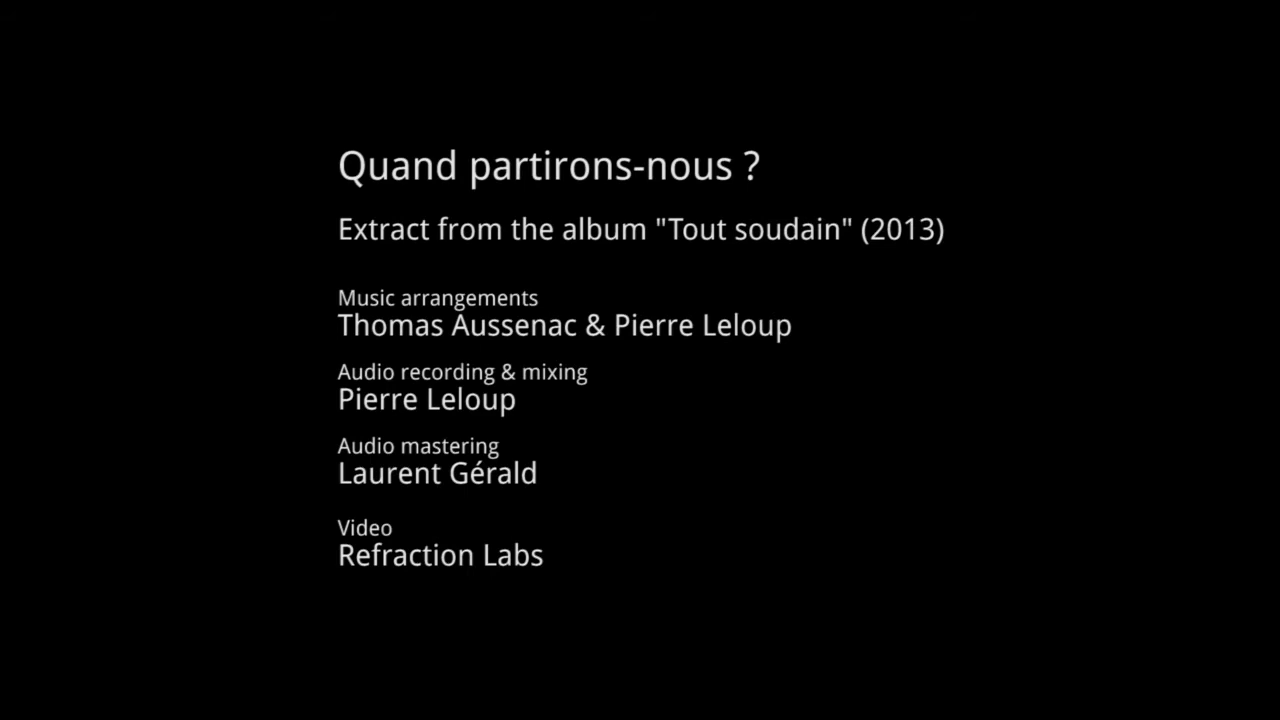 Quand partirons-nous ?
Extract from the album "Tout soudain" (2013)
Music arrangements
Thomas Aussenac & Pierre Leloup
Audio recording & mixing
Pierre Leloup
Audio mastering
Laurent Gérald
Video
Refraction Labs